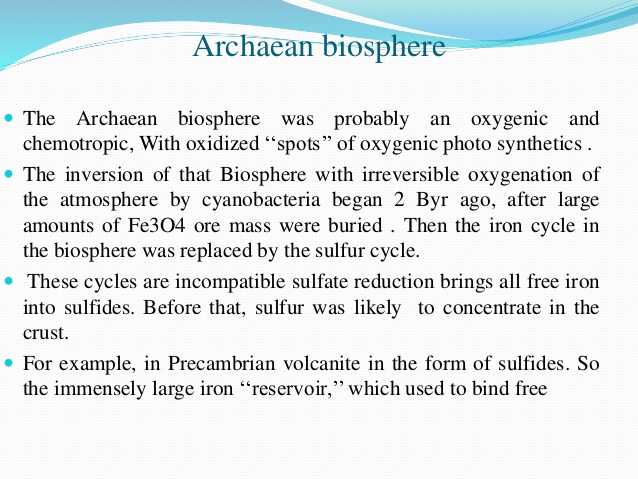 Archaean biosphere
The Archaean biosphere was probably an oxygenic and
chemotropic, With oxidized ‘‘spots’’ of oxygenic photo synthetics .
The inversion of that Biosphere with irreversible oxygenation of
the atmosphere by cyanobacteria began 2 Byr ago, after large
amounts of Fe3O4 ore mass were buried . Then the iron cycle in
the biosphere was replaced by the sulfur cycle.
These cycles are incompatible sulfate reduction brings all free iron
into sulfides. Before that, sulfur was likely to concentrate in the
crust.
For example, in Precambrian volcanite in the form of sulfides. So
the immensely large iron ‘‘reservoir,’’ which used to bind free